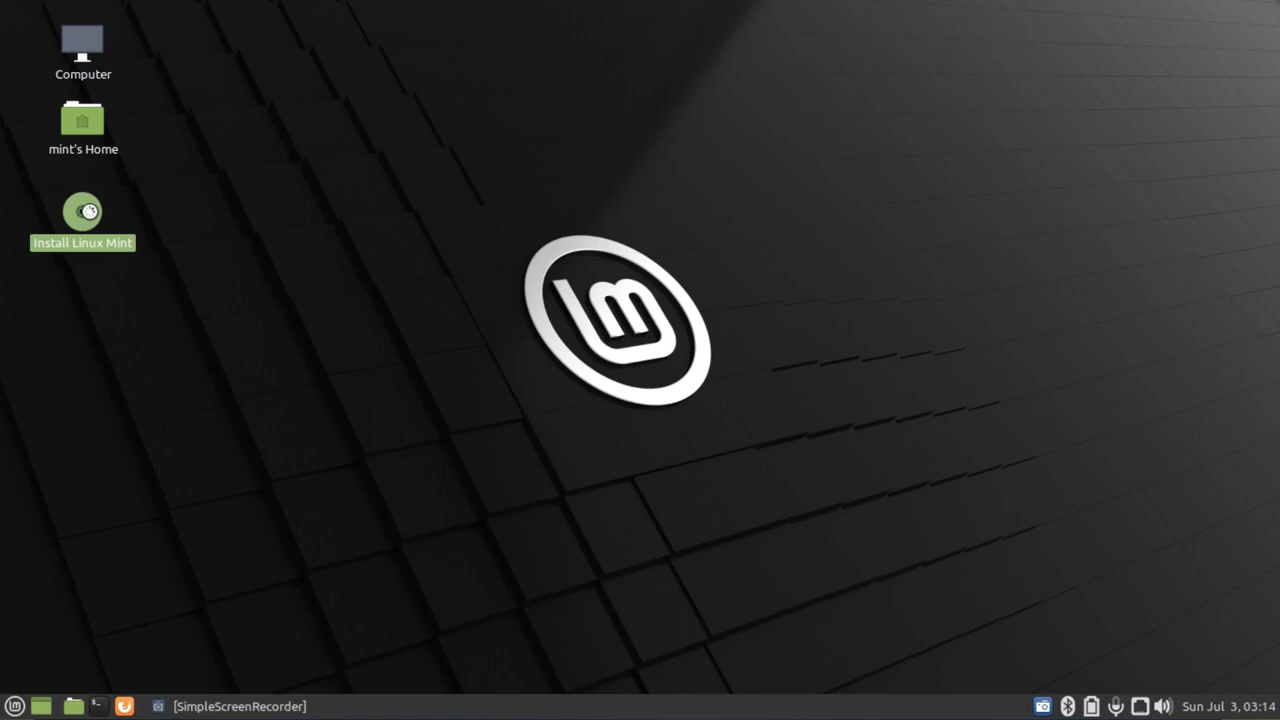 Computer
mint's Home
Install Linux Mint
[SimpleScreenRecorder]
Sun Jul 3, 03:14